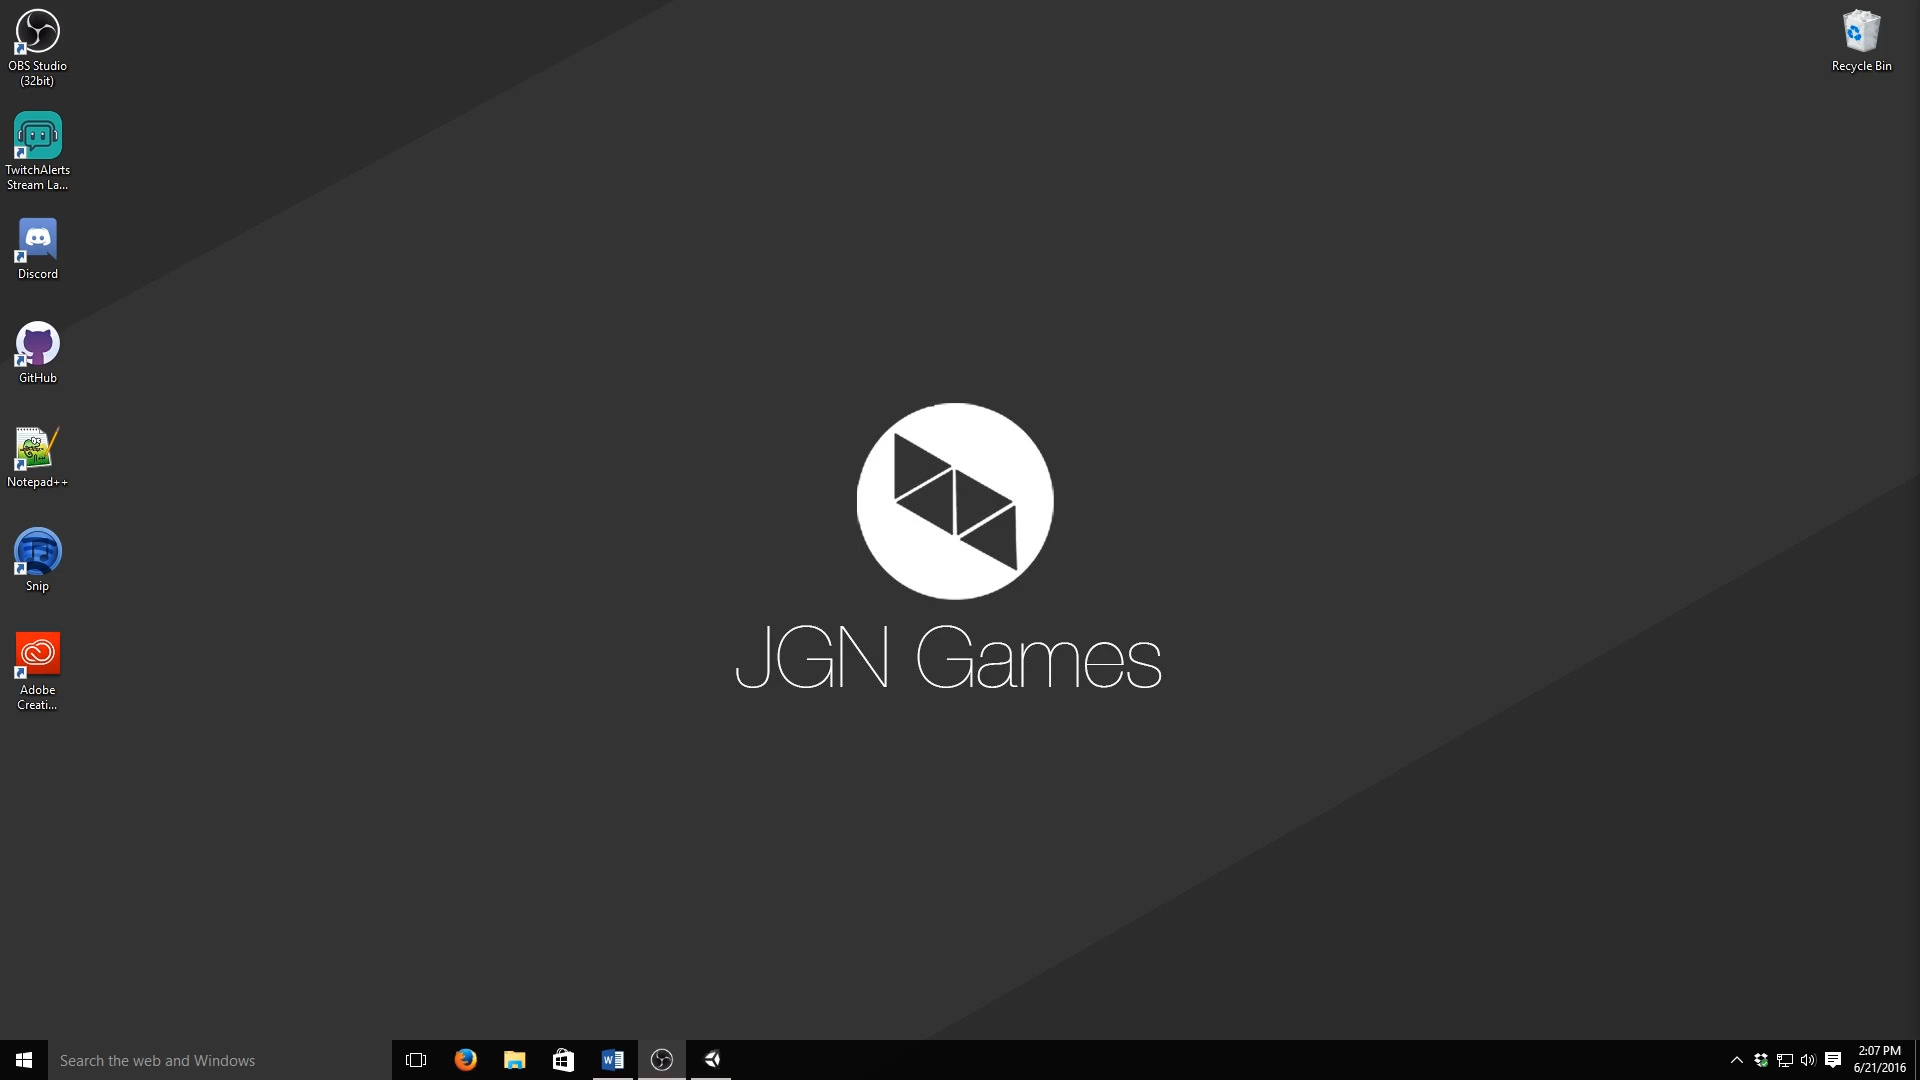 OBS Studio
(32bit)
TwitchAlerts
Stream La...
Discord
GitHub
Notepad++
Snip
Adobe
Creati...
Recycle Bin
JGN Games
Search the web and Windows
2:07 PM
6/21/2016